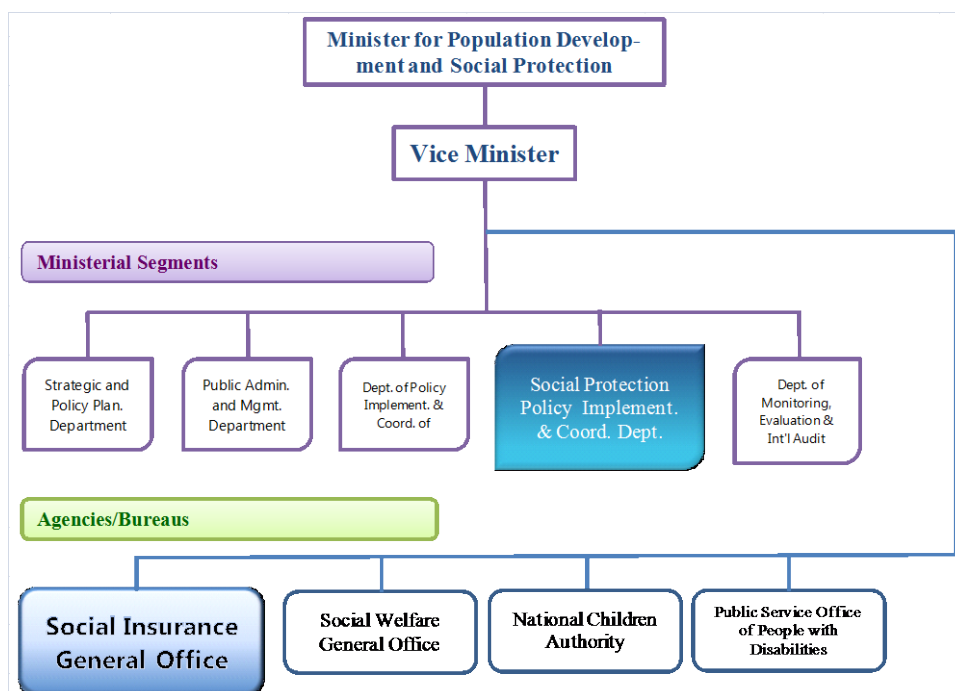 Minister for Population Develop-
ment and Social Protection
Vice Minister
Ministerial Segments
Strategic and
Policy Plan.
Department
Public Admin.
and Mgmt.
Department
Dept. of Policy
Implement. &
Coord. of
Social Protection
Policy Implement.
& Coord. Dept.
Dept. of
Monitoring,
Evaluation &
Int'l Audit
Agencies/Bureaus
Social Insurance
General Office
Social Welfare
General Office
National Children
Authority
Public Service Office
of People with
Disabilities